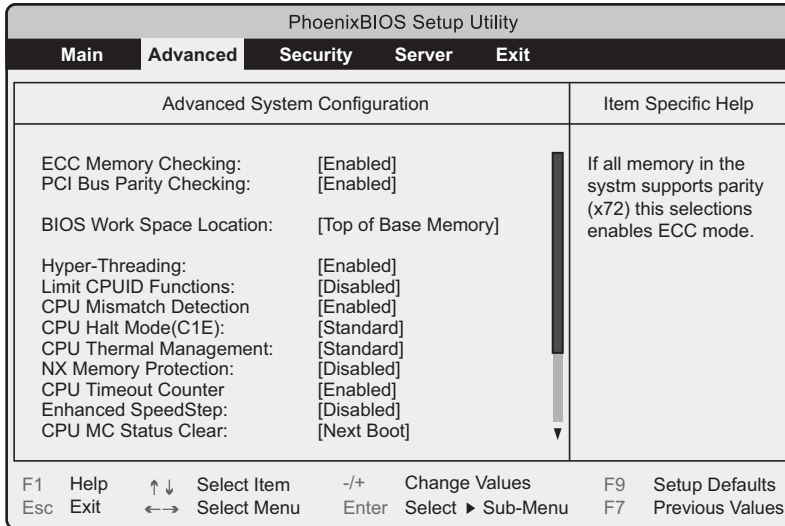 PhoenixBIOS Setup Utility
Main Advanced Security Server Exit
Advanced System Configuration
Item Specific Help
ECC Memory Checking: [Enabled]
PCI Bus Parity Checking: [Enabled]
BIOS Work Space Location: [Top of Base Memory]
Hyper-Threading: [Enabled]
Limit CPUID Functions: [Disabled]
CPU Mismatch Detection [Enabled]
CPU Halt Mode(C1E): [Standard]
CPU Thermal Management: [Standard]
NX Memory Protection: [Disabled]
CPU Timeout Counter [Enabled]
Enhanced SpeedStep: [Disabled]
CPU MC Status Clear: [Next Boot]
If all memory in the
systm supports parity
(x72) this selections
enables ECC mode.
F1 Help ↑↓ Select Item -/+ Change Values F9 Setup Defaults
Esc Exit ←→ Select Menu Enter Select ▶ Sub-Menu F7 Previous Values